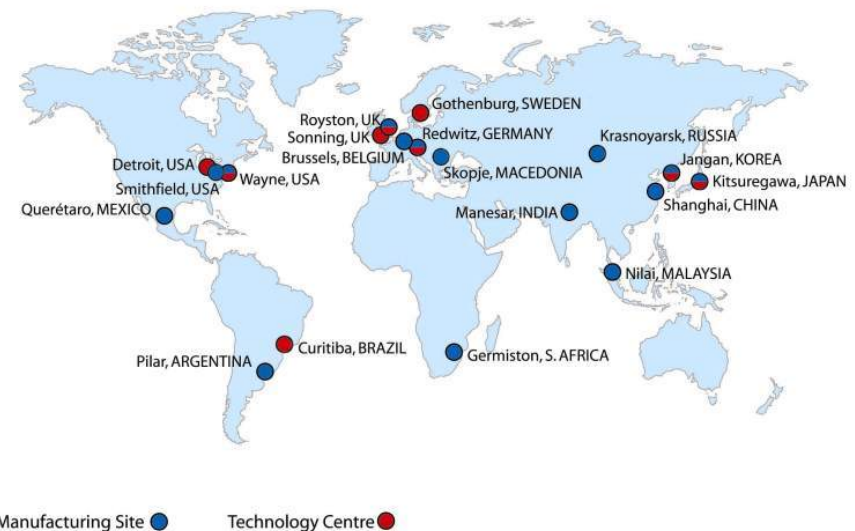 Gothenburg, SWEDEN
Royston, UK
Sonning, UK
Redwitz, GERMANY
Brussels, BELGIUM
Krasnoyarsk, RUSSIA
Detroit, USA
Jangan, KOREA
Smithfield, USA
Wayne, USA
Skopje, MACEDONIA
Kitsuregawa, JAPAN
Querétaro, MEXICO
Manesar, INDIA
Shanghai, CHINA
Nilai, MALAYSIA
Curitiba, BRAZIL
Pilar, ARGENTINA
Germiston, S. AFRICA
Manufacturing Site
Technology Centre